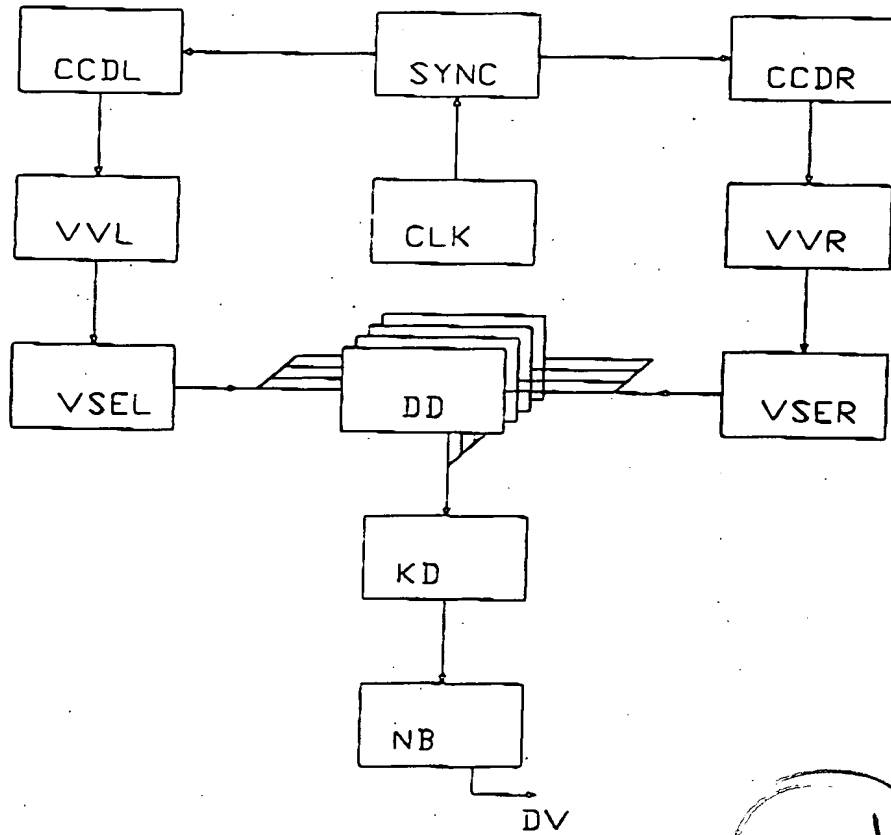 CCDL
SYNC
CCDR
VVL
CLK
VVR
VSEL
DD
VSER
KD
NB
DV